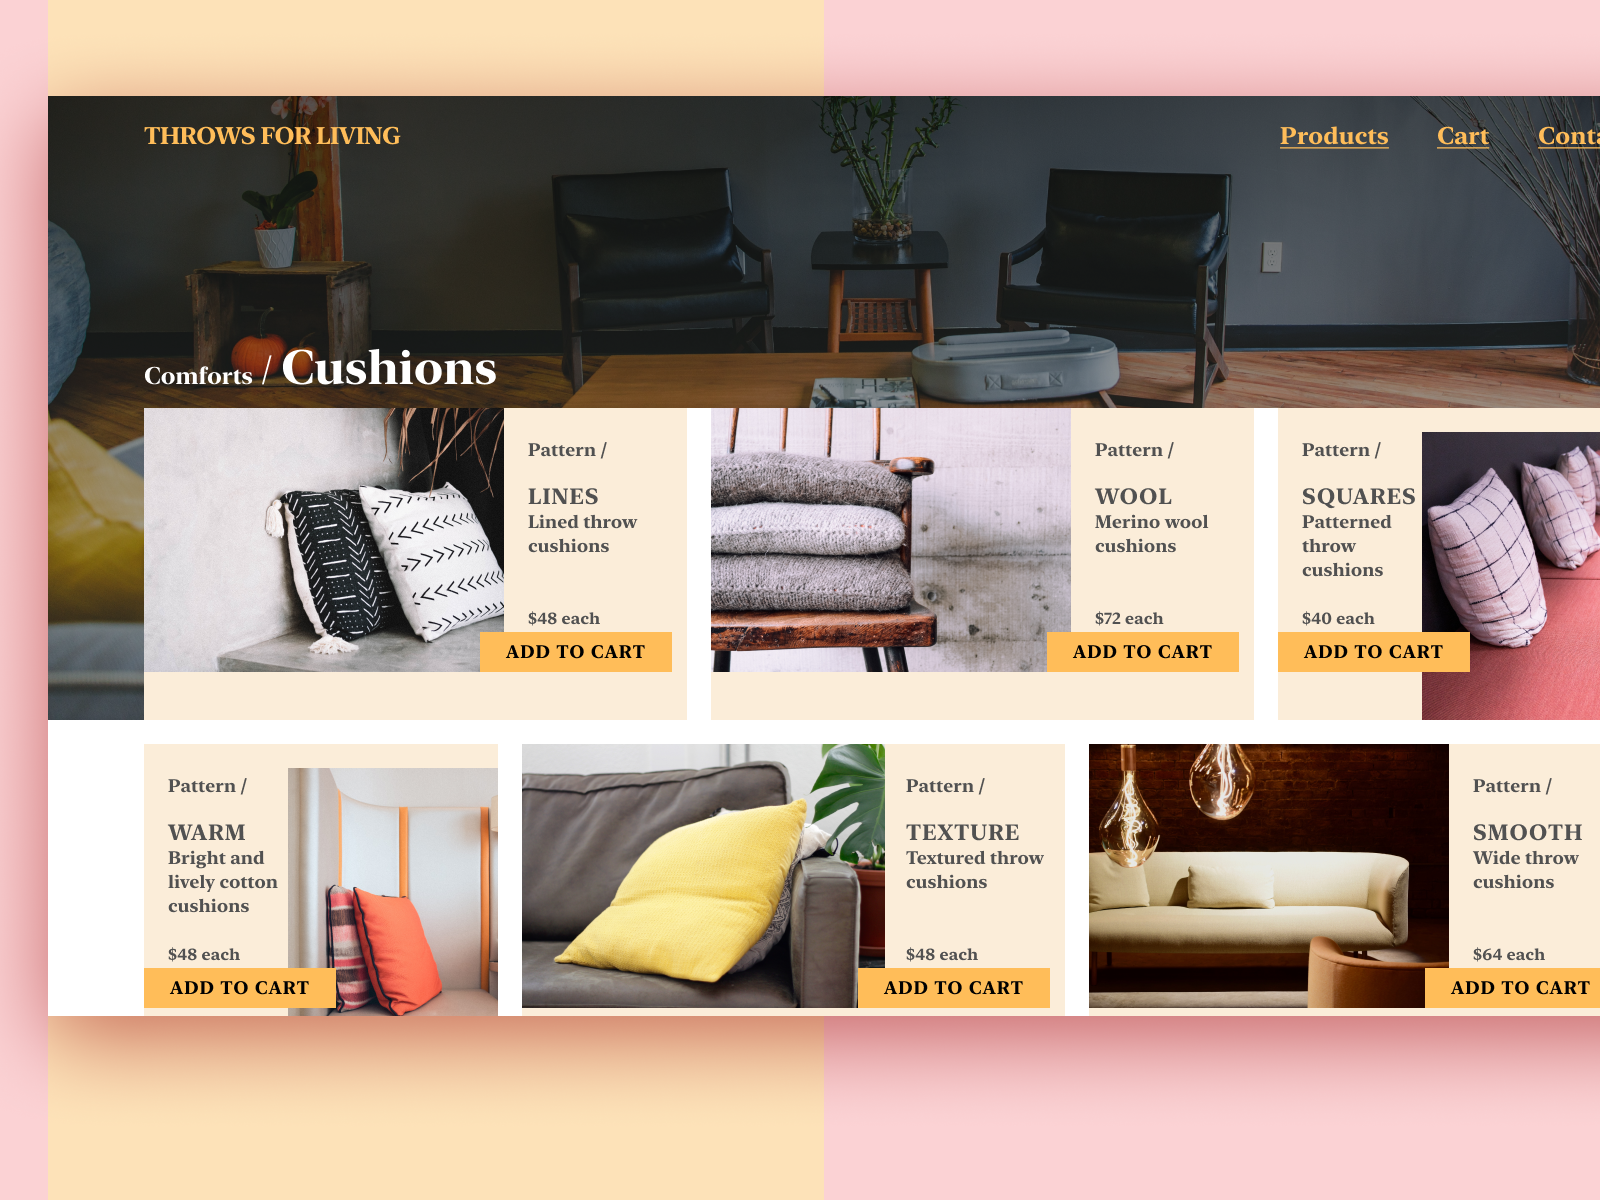 THROWS FOR LIVING
Products Cart
Comforts / Cushions
Pattern /
LINES
Lined throw
cushions
$48 each
ADD TO CART
Pattern /
WOOL
Merino wool
cushions
$72 each
ADD TO CART
Pattern /
SQUARES
Patterned
throw
cushions
$40 each
ADD TO CART
Pattern /
WARM
Bright and
lively cotton
cushions
$48 each
ADD TO CART
Pattern /
TEXTURE
Textured throw
cushions
$48 each
ADD TO CART
Pattern /
SMOOTH
Wide throw
cushions
$64 each
ADD TO CART